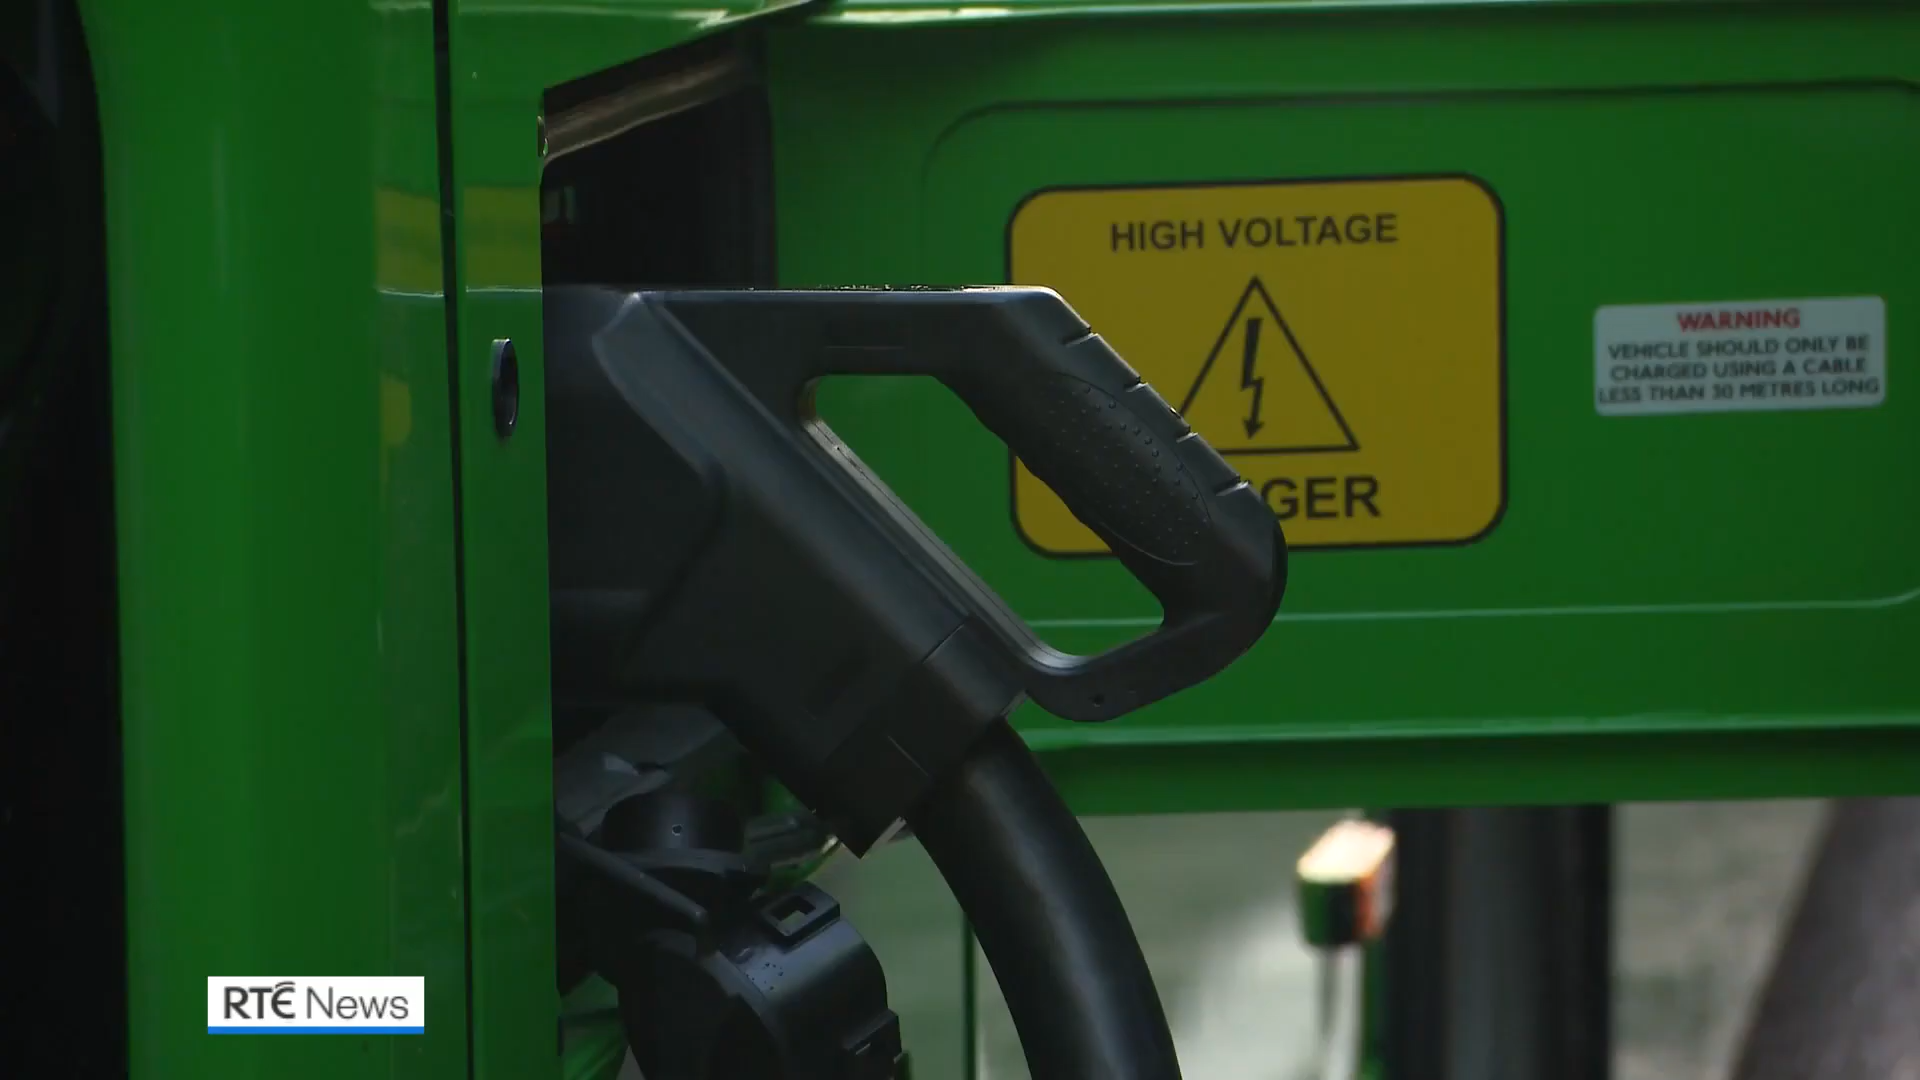 HIGH VOLTAGE
GER
WARNING
VEHICLE SHOULD ONLY BE
CHARGED USING A CABLE
LESS THAN 30 METRES LONG
RTÉ News